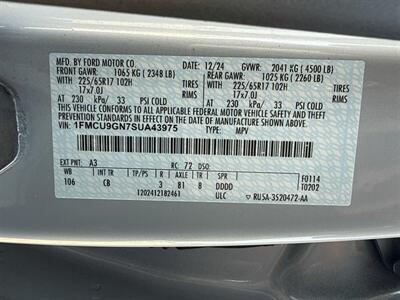 MFD. BY FORD MOTOR CO. 12/24 GVWR: 2041 KG ( 4500 LB)
FRONT GAWR: 1065 KG ( 2348 LB) REAR GAWR: 1025 KG ( 2260 LB)
225/65R17 102H TIRES WITH 225/65R17 102H
17x7.0J RIMS 17x7.0J
AT 230 kPa/ 33 PSI COLD AT 230 kPa/ 33 PSI COLD
THIS VEHICLE CONFORMS TO ALL APPLICABLE FEDERAL MOTOR VEHICLE SAFETY
AND THEFT PREVENTION STANDARDS IN EFFECT ON THE DATE OF MANUFACTURE SHOWN ABOVE.
VIN: 1FMCU9GN7SUA43975 TYPE: MPV
EXT PNT: A3 RC: 72 DSO:
WB INT TR TP/PS R AXLE TR SPR F0114
106 CB 3 81 8 DDDD T0202
1202412182461 ULC RU5A-3520472-AA